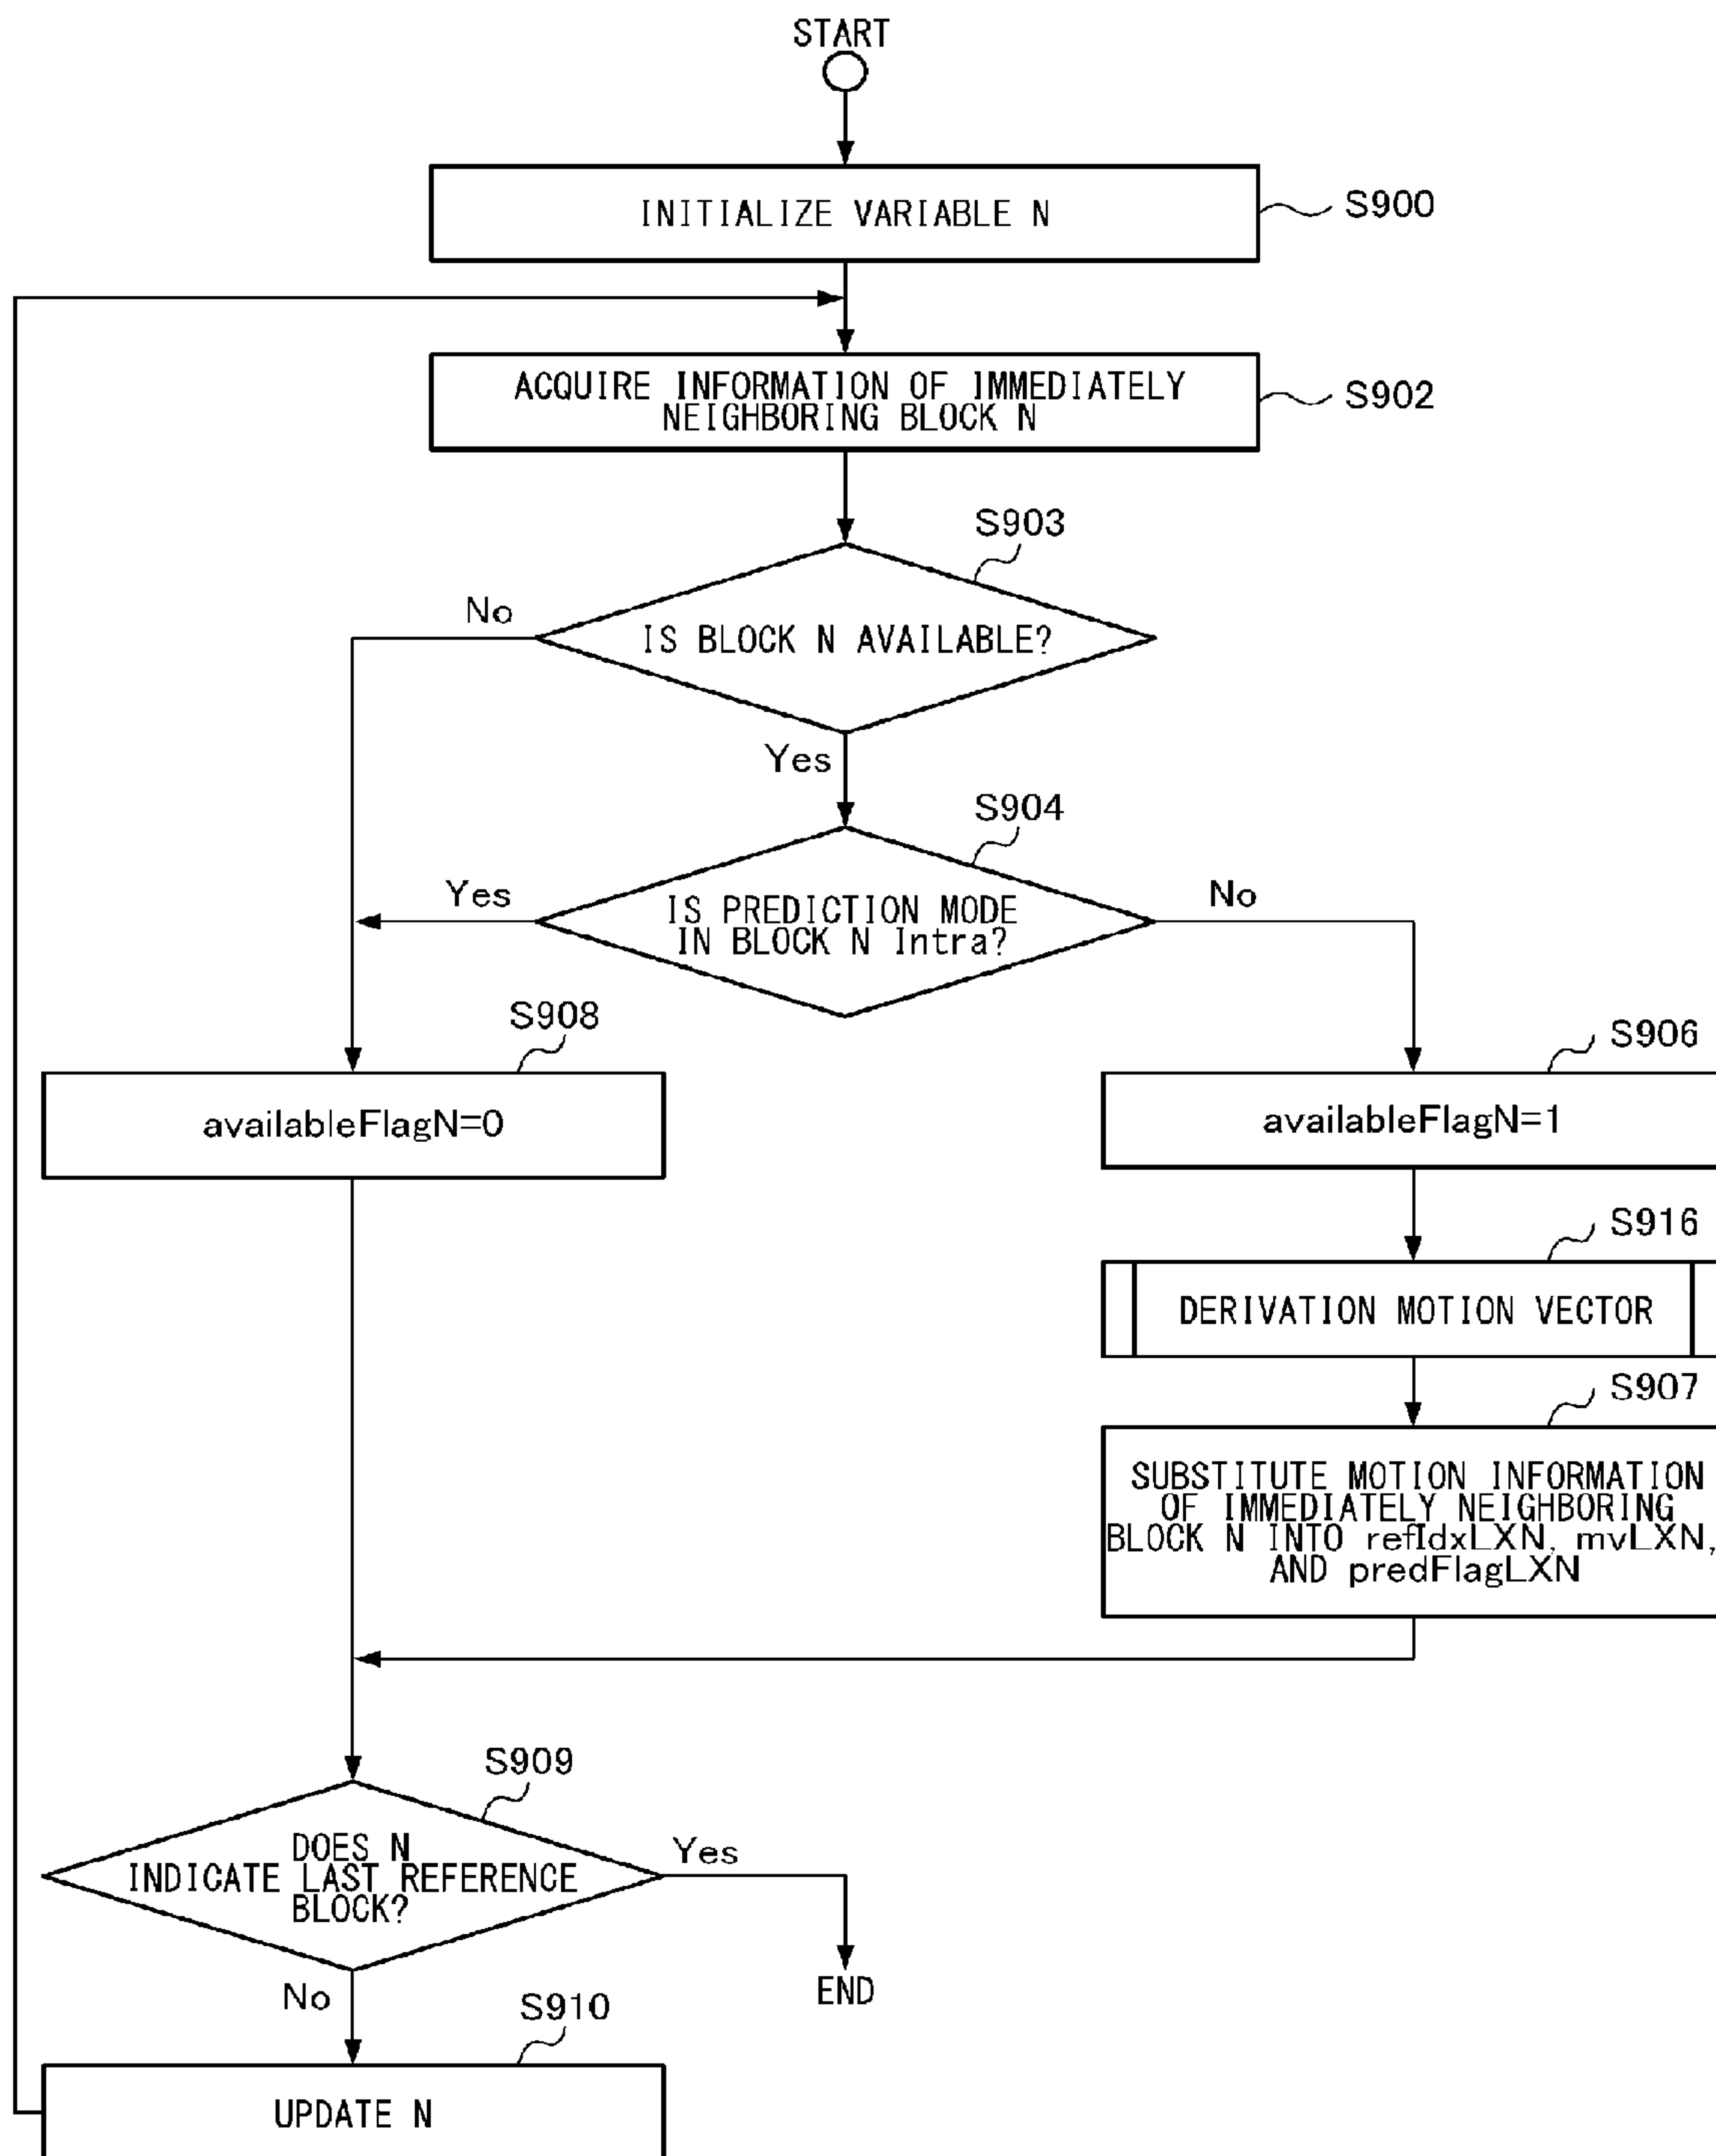 START
INITIALIZE VARIABLE N
S900
ACQUIRE INFORMATION OF IMMEDIATELY
NEIGHBORING BLOCK N
S902
S903
No
IS BLOCK N AVAILABLE?
Yes
S904
Yes
IS PREDICTION MODE
IN BLOCK N Intra?
No
S908
availableFlagN=0
S906
availableFlagN=1
S916
DERIVATION MOTION VECTOR
S907
SUBSTITUTE MOTION INFORMATION
OF IMMEDIATELY NEIGHBORING
BLOCK N INTO refIdxLXN, mvLXN,
AND predFlagLXN
S909
DOES N
INDICATE LAST REFERENCE
BLOCK?
Yes
END
No
S910
UPDATE N